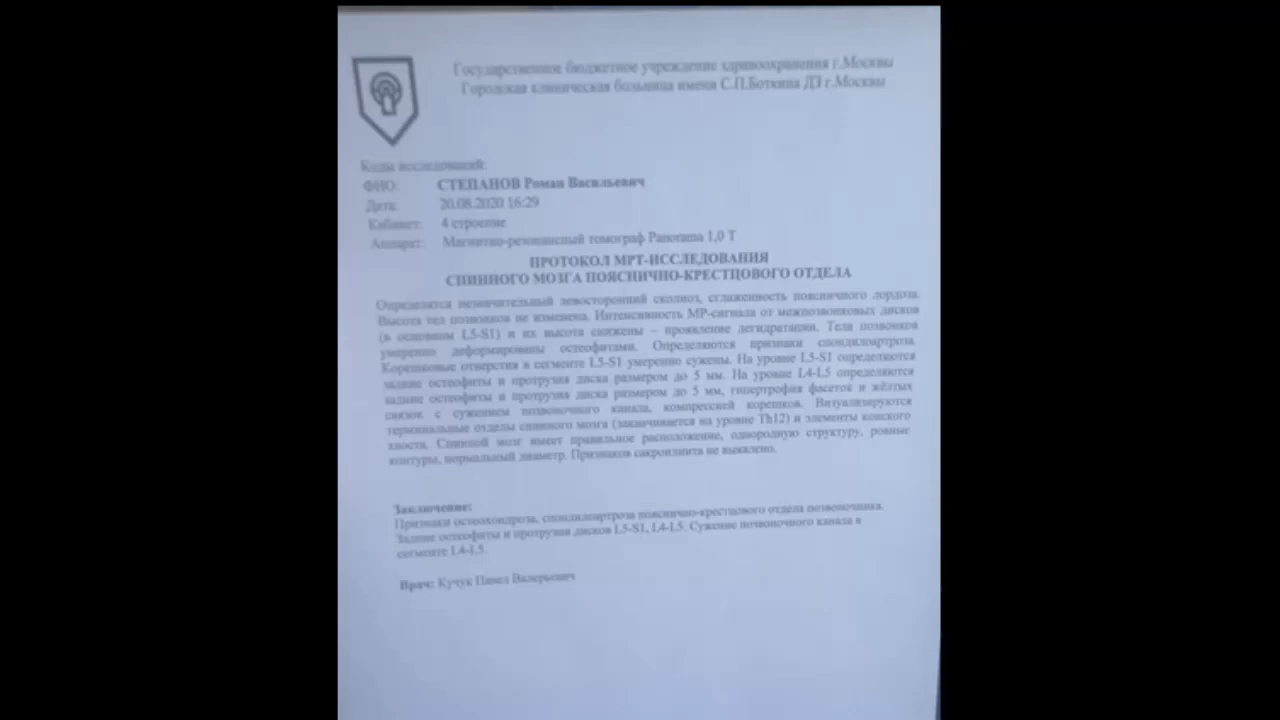 Государственное бюджетное учреждение здравоохранения г.Москвы
Городская клиническая больница имени С.П.Боткина ДЗ г.Москвы
Коды исследований:
ФИО: СТЕПАНОВ Роман Васильевич
Дата: 20.08.2020 16:29
Кабинет: 4 строение
Аппарат: Магнитно-резонансный томограф Panorama 1,0 Т
ПРОТОКОЛ МРТ-ИССЛЕДОВАНИЯ
СПИННОГО МОЗГА ПОЯСНИЧНО-КРЕСТЦОВОГО ОТДЕЛА
Определятся незначительный левосторонний сколиоз, сглаженность поясничного лордоза.
Высота тел позвонков не изменена. Интенсивность МР-сигнала от межпозвонковых дисков
(в основном L5-S1) и их высота снижены – проявление дегидратации. Тела позвонков
умеренно деформированы остеофитами. Определяются признаки спондилоартроза.
Корешковые отверстия в сегменте L5-S1 умеренно сужены. На уровне L5-S1 определяются
задние остеофиты и протрузия диска размером до 5 мм. На уровне L4-L5 определяются
задние остеофиты и протрузия диска размером до 5 мм, гипертрофия фасеток и жёлтых
связок с сужением позвоночного канала, компрессией корешков. Визуализируются
терминальные отделы спинного мозга (заканчивается на уровне Th12) и элементы конского
хвоста. Спинной мозг имеет правильное расположение, однородную структуру, ровные
контуры, нормальный диаметр. Признаков сакроилиита не выявлено.
Заключение:
Признаки остеохондроза, спондилоартроза пояснично-крестцового отдела позвоночника.
Задние остеофиты и протрузия дисков L5-S1, L4-L5. Сужение позвоночного канала в
сегменте L4-L5.
Врач: Кучук Павел Валерьевич